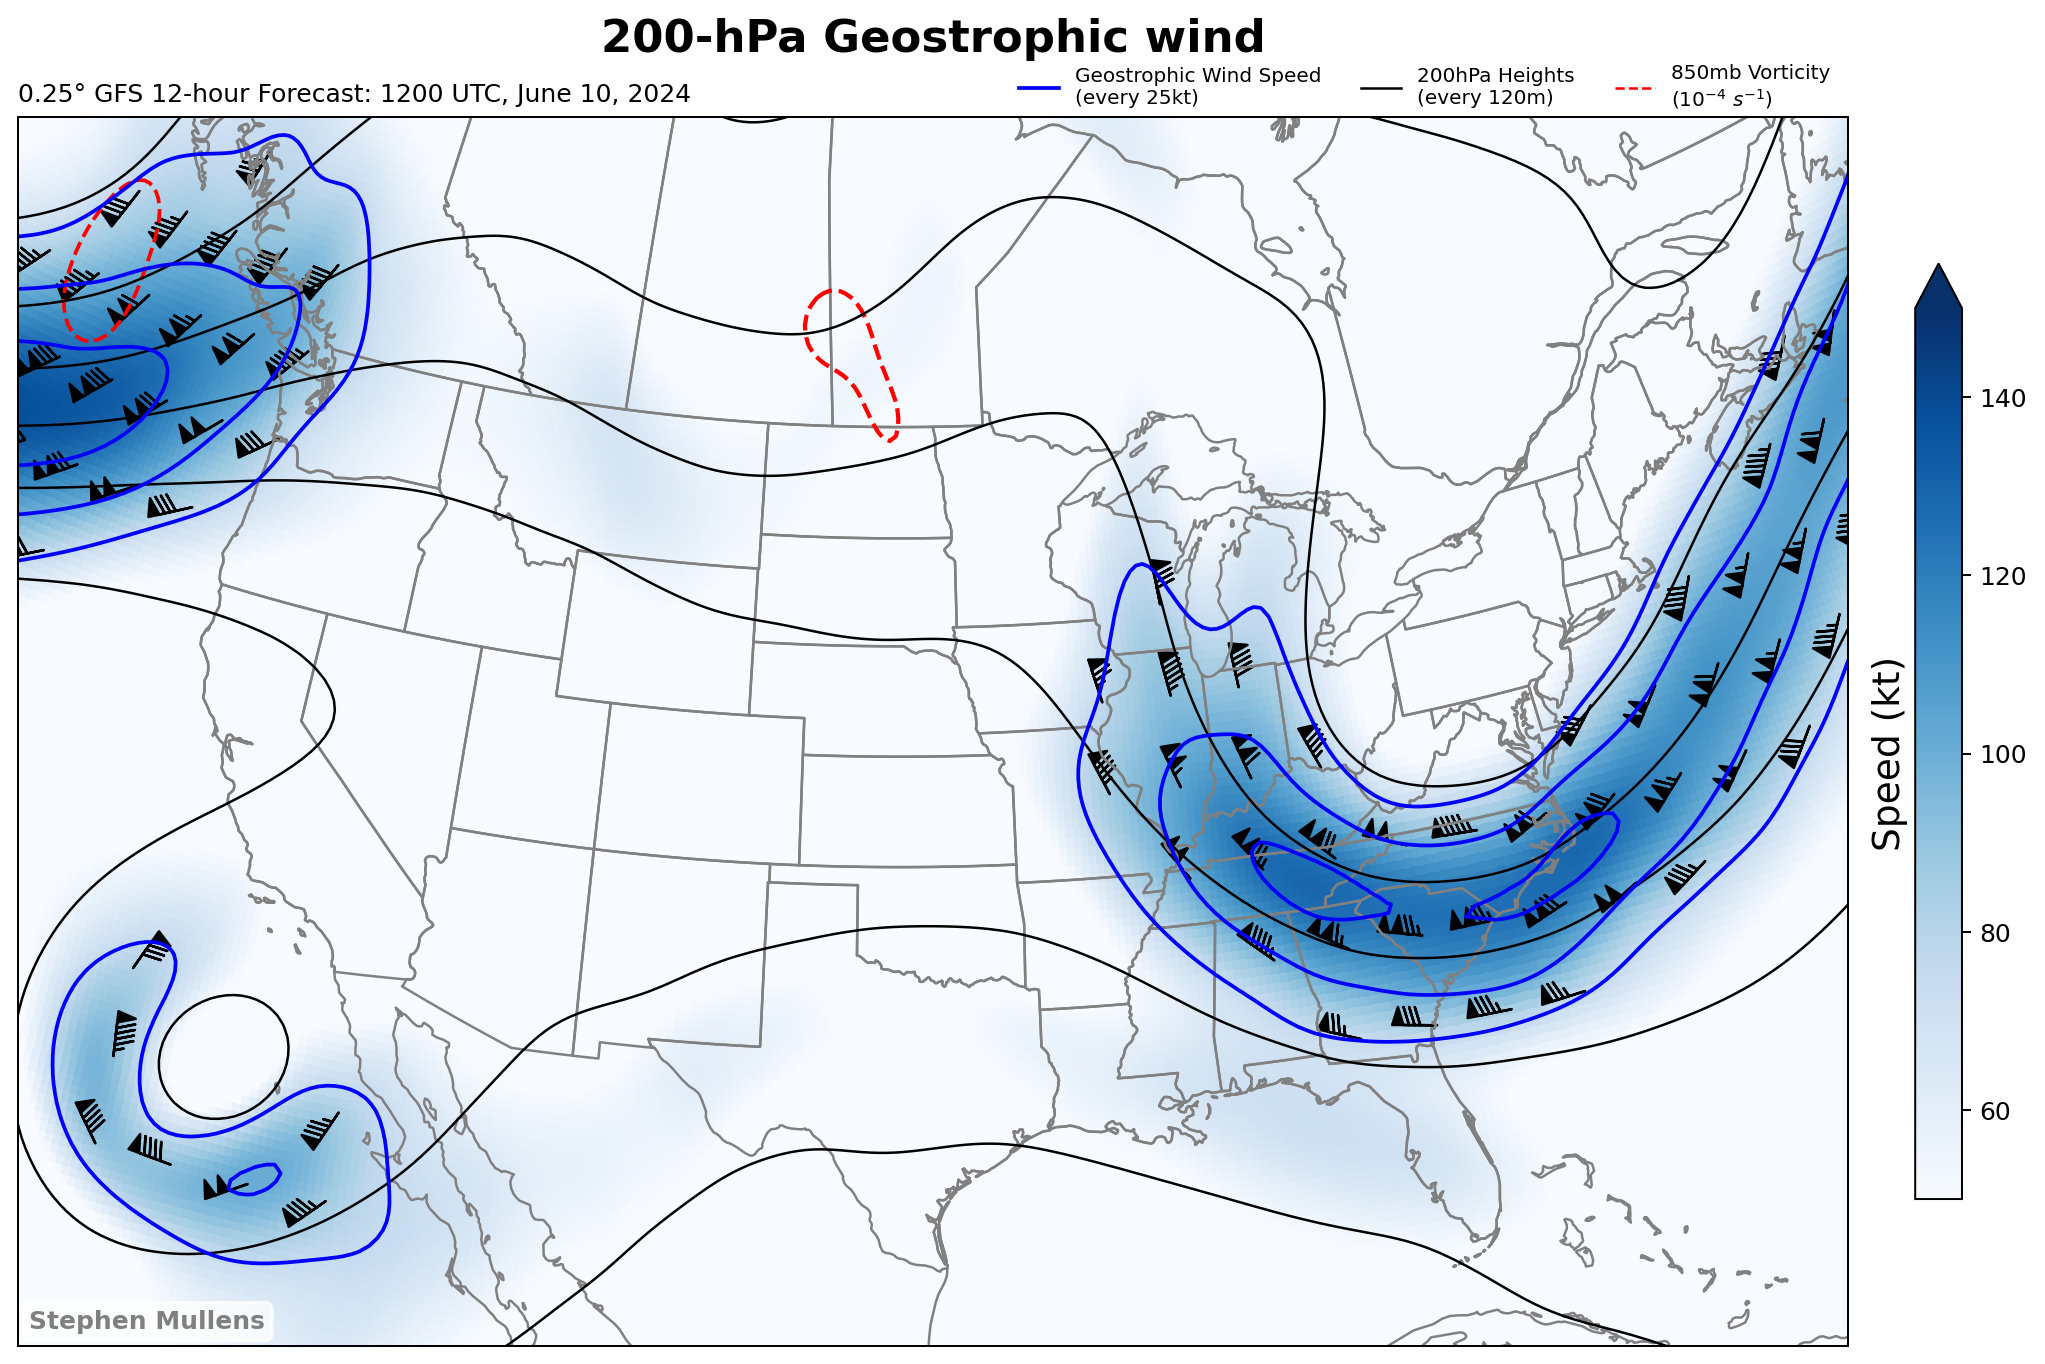 200-hPa Geostrophic wind
0.25° GFS 12-hour Forecast: 1200 UTC, June 10, 2024
Geostrophic Wind Speed
(every 25kt)
200hPa Heights
(every 120m)
850mb Vorticity
(10⁻⁴ s⁻¹)
140
120
100
80
60
Speed (kt)
Stephen Mullens